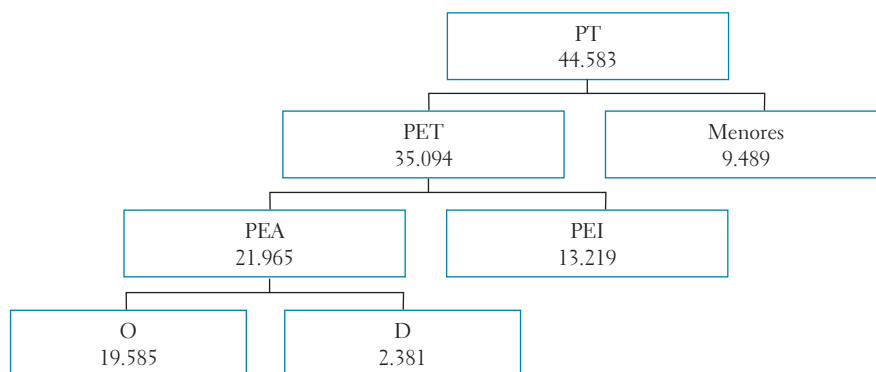 PT
44.583
PET
35.094
Menores
9.489
PEA
21.965
PEI
13.219
O
19.585
D
2.381